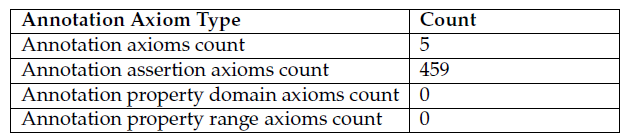 Annotation Axiom Type Count
Annotation axioms count 5
Annotation assertion axioms count 459
Annotation property domain axioms count 0
Annotation property range axioms count 0